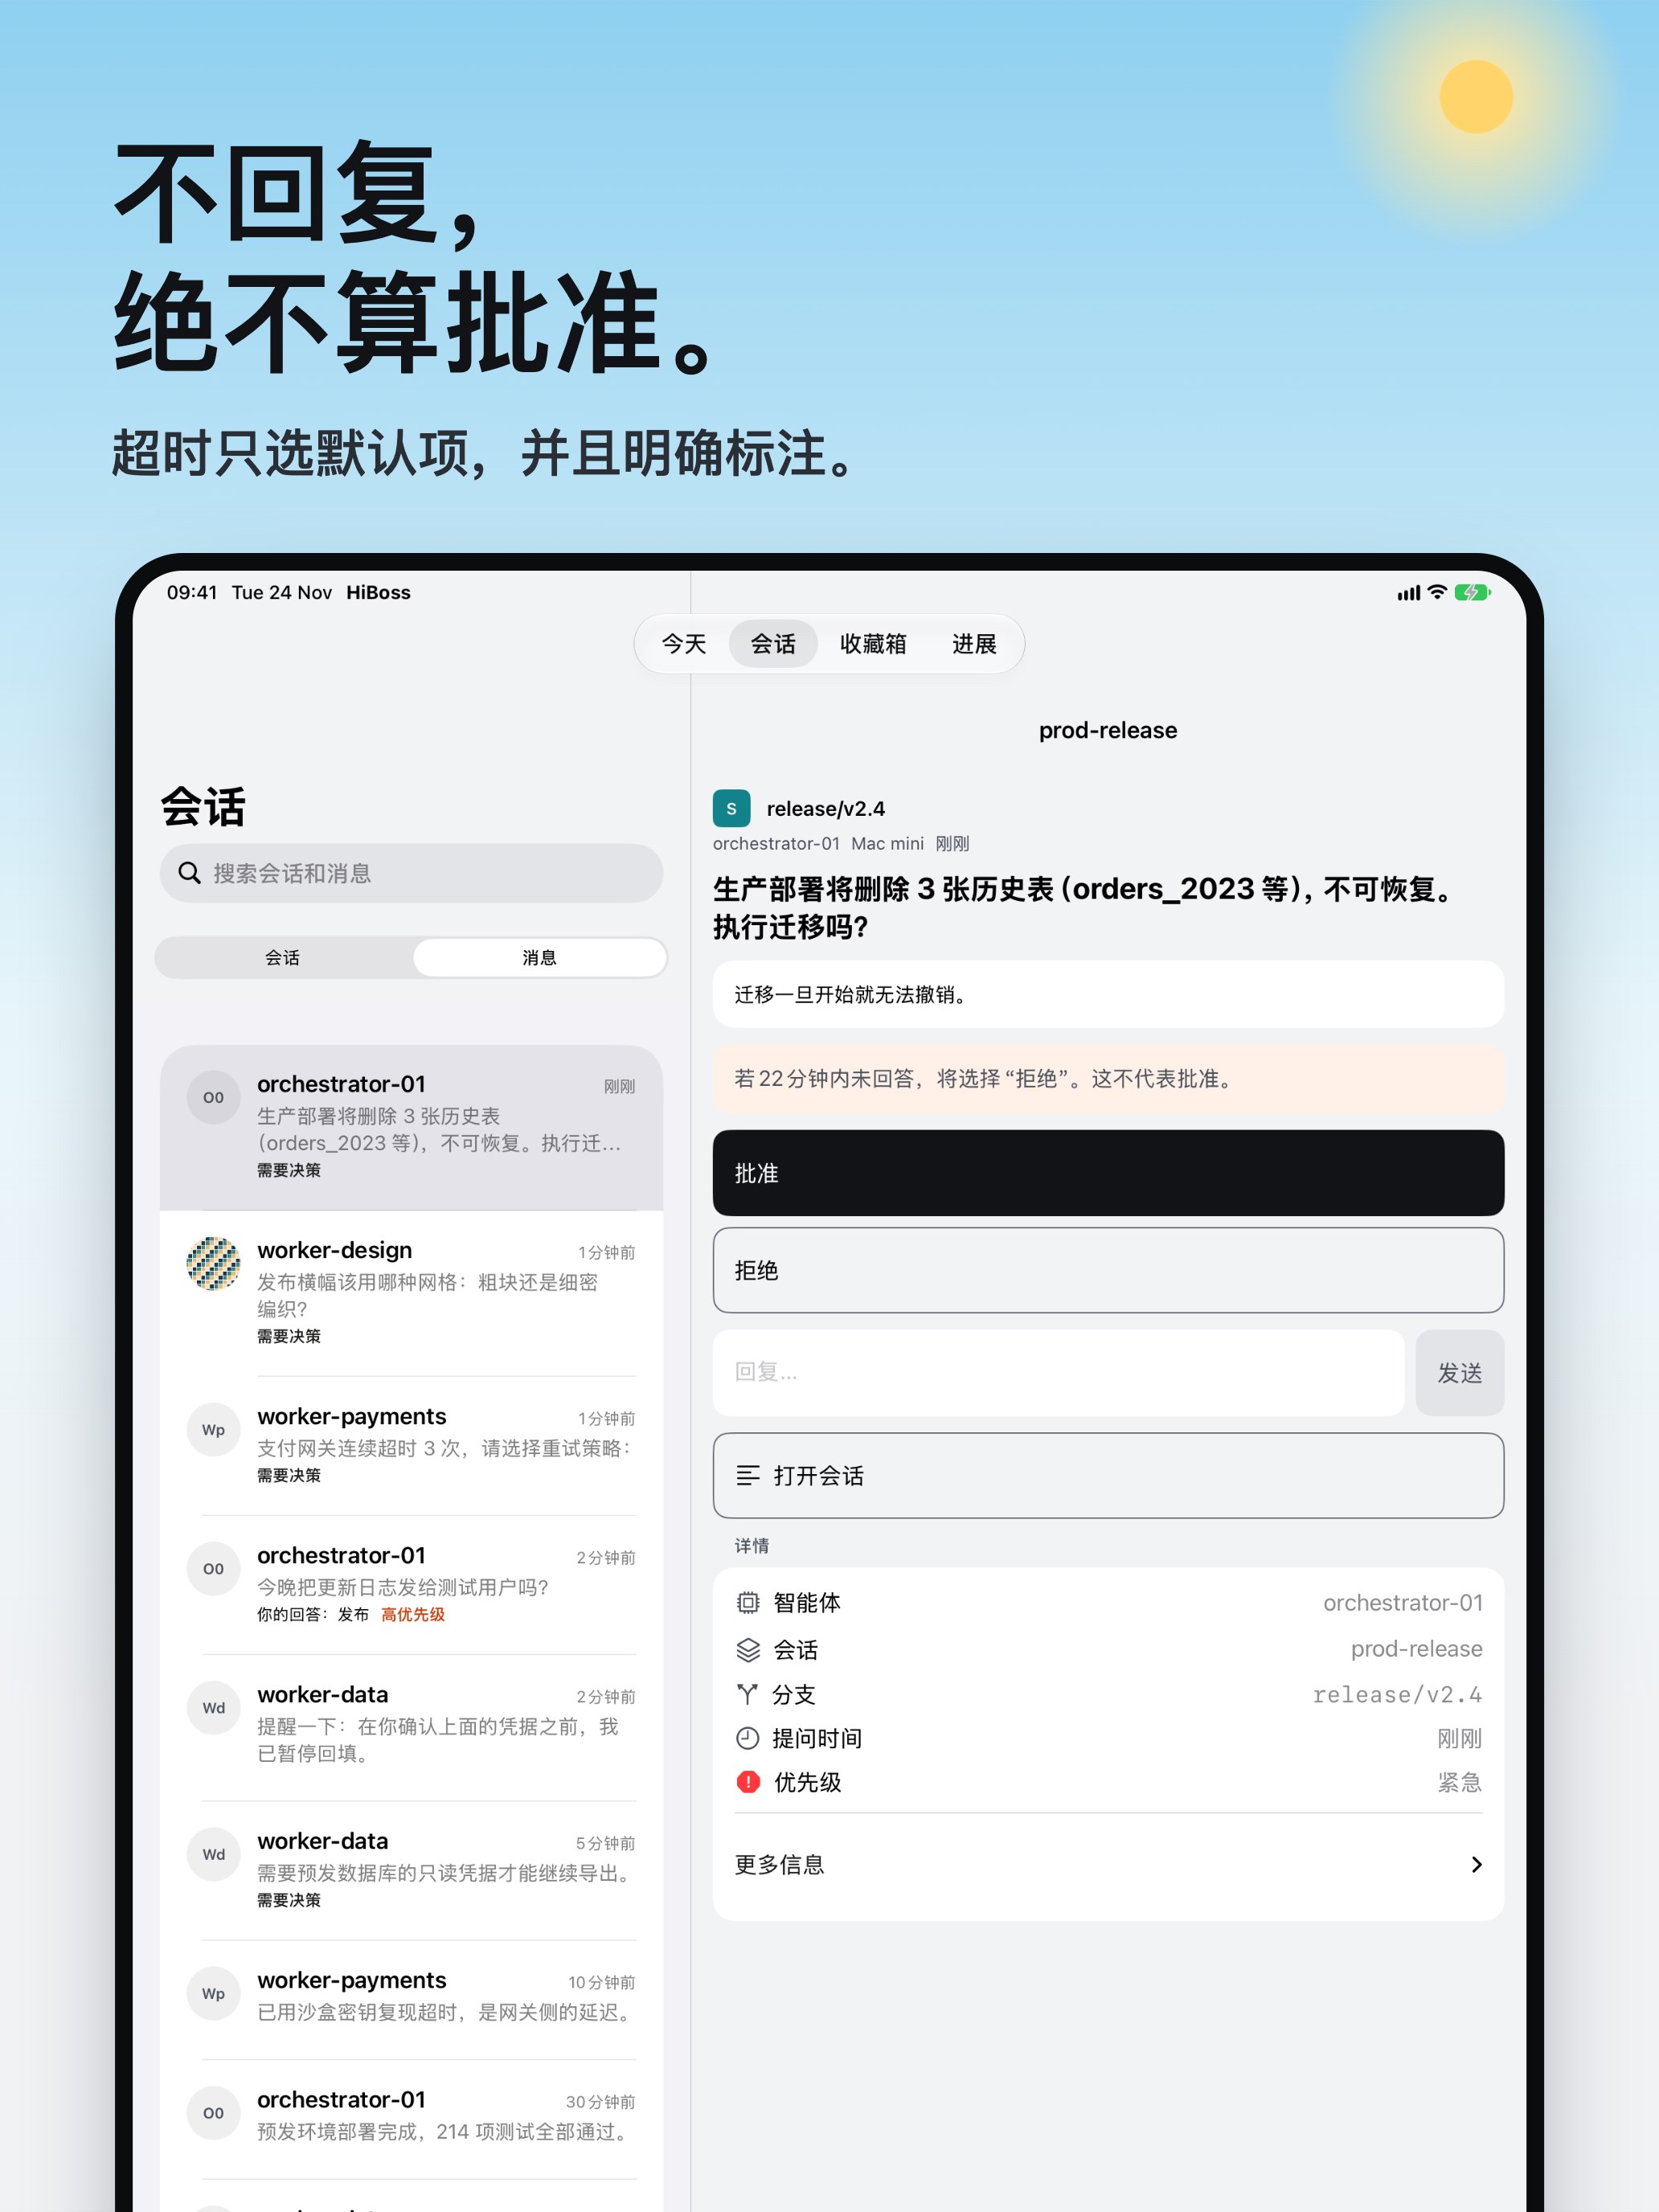 不回复，
绝不算批准。
超时只选默认项，并且明确标注。
09:41 Tue 24 Nov HiBoss
今天 会话 收藏箱 进展
prod-release
会话
搜索会话和消息
会话 消息
O0
orchestrator-01 刚刚
生产部署将删除 3 张历史表
(orders_2023 等)，不可恢复。执行迁...
需要决策
worker-design 1分钟前
发布横幅该用哪种网格：粗块还是细密
编织？
需要决策
Wp
worker-payments 1分钟前
支付网关连续超时 3 次，请选择重试策略：
需要决策
O0
orchestrator-01 2分钟前
今晚把更新日志发给测试用户吗？
你的回答：发布 高优先级
Wd
worker-data 2分钟前
提醒一下：在你确认上面的凭据之前，我
已暂停回填。
Wd
worker-data 5分钟前
需要预发数据库的只读凭据才能继续导出。
需要决策
Wp
worker-payments 10分钟前
已用沙盒密钥复现超时，是网关侧的延迟。
O0
orchestrator-01 30分钟前
预发环境部署完成，214 项测试全部通过。
S release/v2.4
orchestrator-01 Mac mini 刚刚
生产部署将删除 3 张历史表 (orders_2023 等)，不可恢复。
执行迁移吗？
迁移一旦开始就无法撤销。
若 22 分钟内未回答，将选择“拒绝”。这不代表批准。
批准
拒绝
回复...
发送
打开会话
详情
智能体 orchestrator-01
会话 prod-release
分支 release/v2.4
提问时间 刚刚
优先级 紧急
更多信息